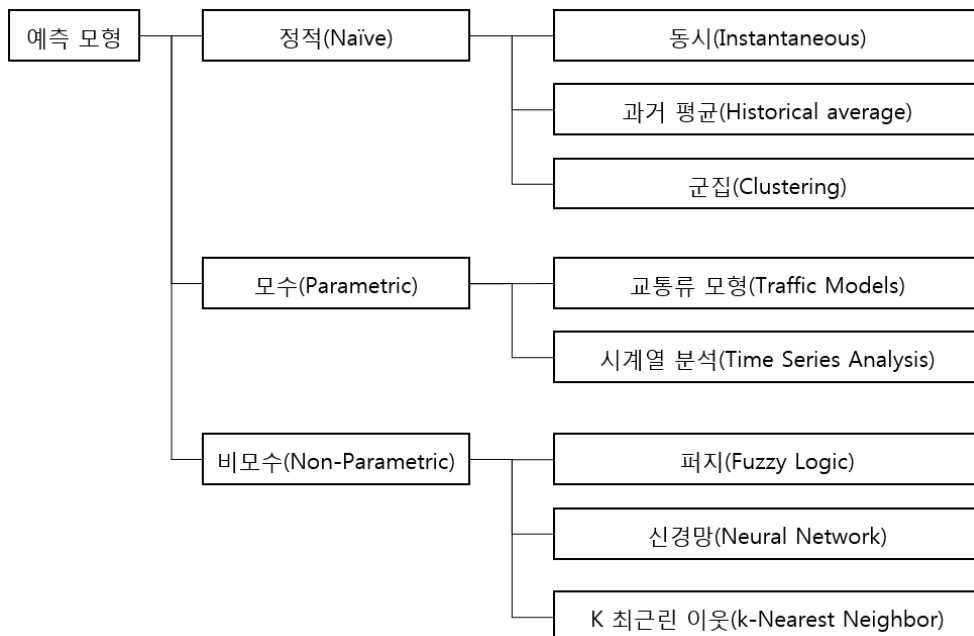 예측 모형
정적(Naïve)
동시(Instantaneous)
과거 평균(Historical average)
군집(Clustering)
모수(Parametric)
교통류 모형(Traffic Models)
시계열 분석(Time Series Analysis)
비모수(Non-Parametric)
퍼지(Fuzzy Logic)
신경망(Neural Network)
K 최근린 이웃(k-Nearest Neighbor)